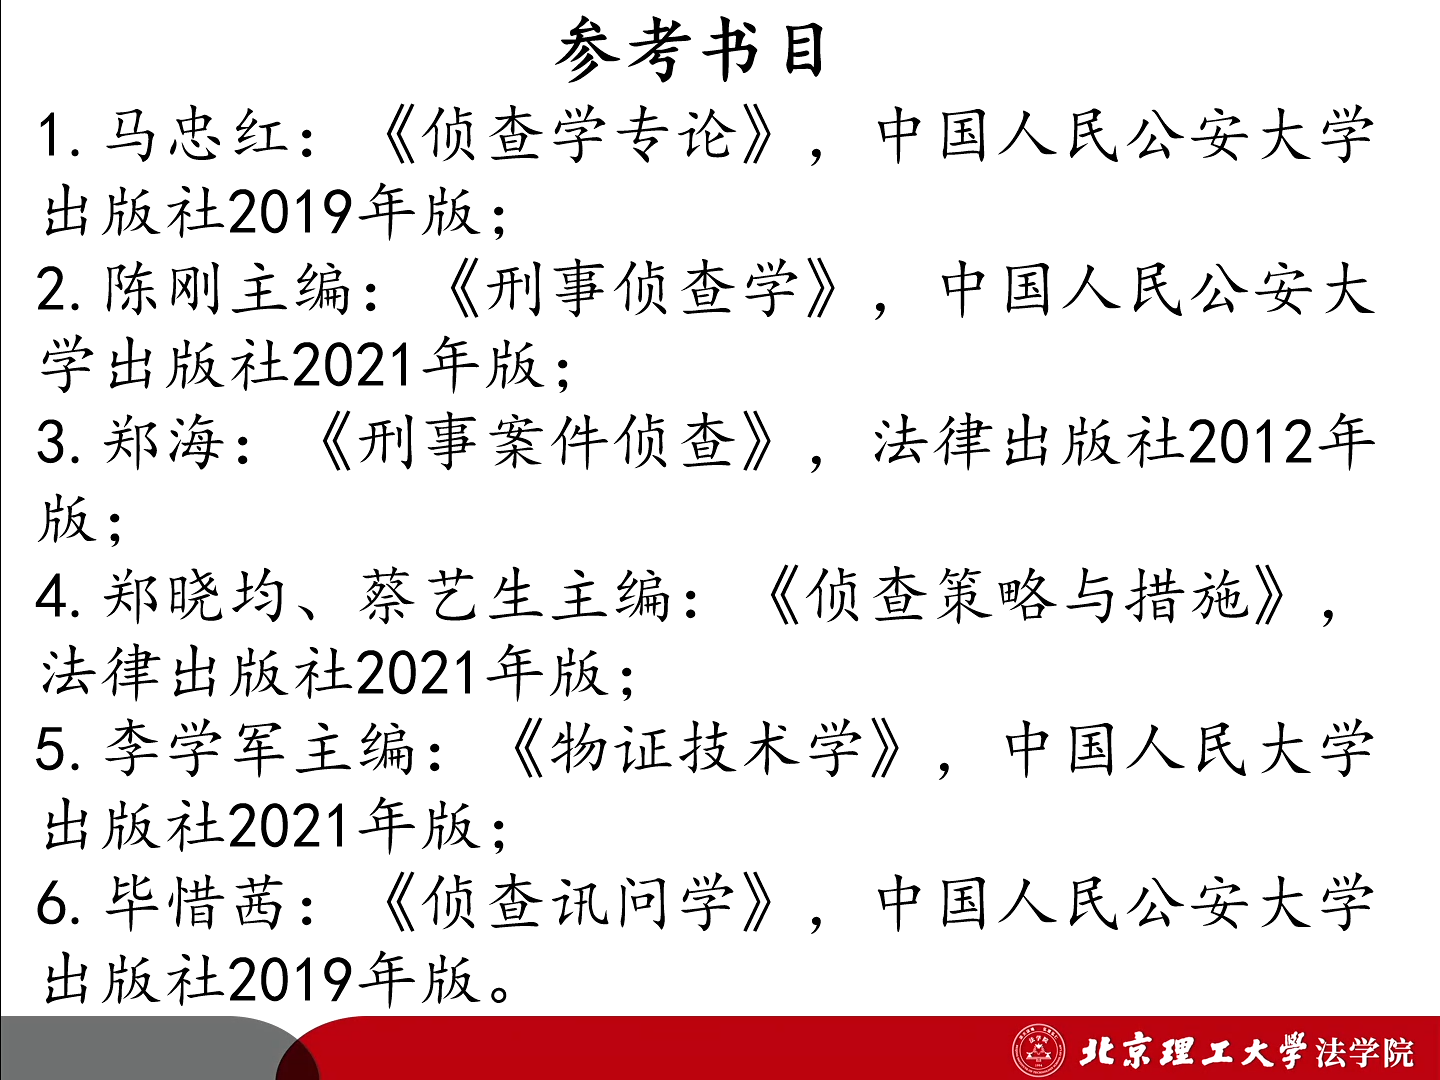 参考书目
1.马忠红：《侦查学专论》，中国人民公安大学
出版社2019年版；
2.陈刚主编：《刑事侦查学》，中国人民公安大
学出版社2021年版；
3.郑海：《刑事案件侦查》，法律出版社2012年
版；
4.郑晓均、蔡艺生主编：《侦查策略与措施》，
法律出版社2021年版；
5.李学军主编：《物证技术学》，中国人民大学
出版社2021年版；
6.毕惜茜：《侦查讯问学》，中国人民公安大学
出版社2019年版。
北京理工大学法学院